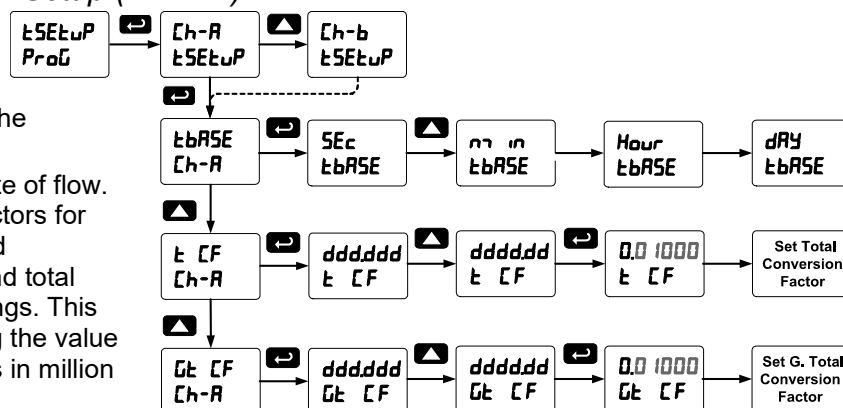 Setup (
tSEtuP
ProG
Ch-A
tSEtuP
Ch-b
tSEtuP
he
te of flow.
ctors for
d
nd total
ngs. This
g the value
s in million
tbASE
Ch-A
SEc
tbASE
min
tbASE
Hour
tbASE
dAY
tbASE
t CF
Ch-A
ddd.ddd
t CF
dddd.dd
t CF
0.01000
t CF
Set Total
Conversion
Factor
Gt CF
Ch-A
ddd.ddd
Gt CF
dddd.dd
Gt CF
0.01000
Gt CF
Set G. Total
Conversion
Factor